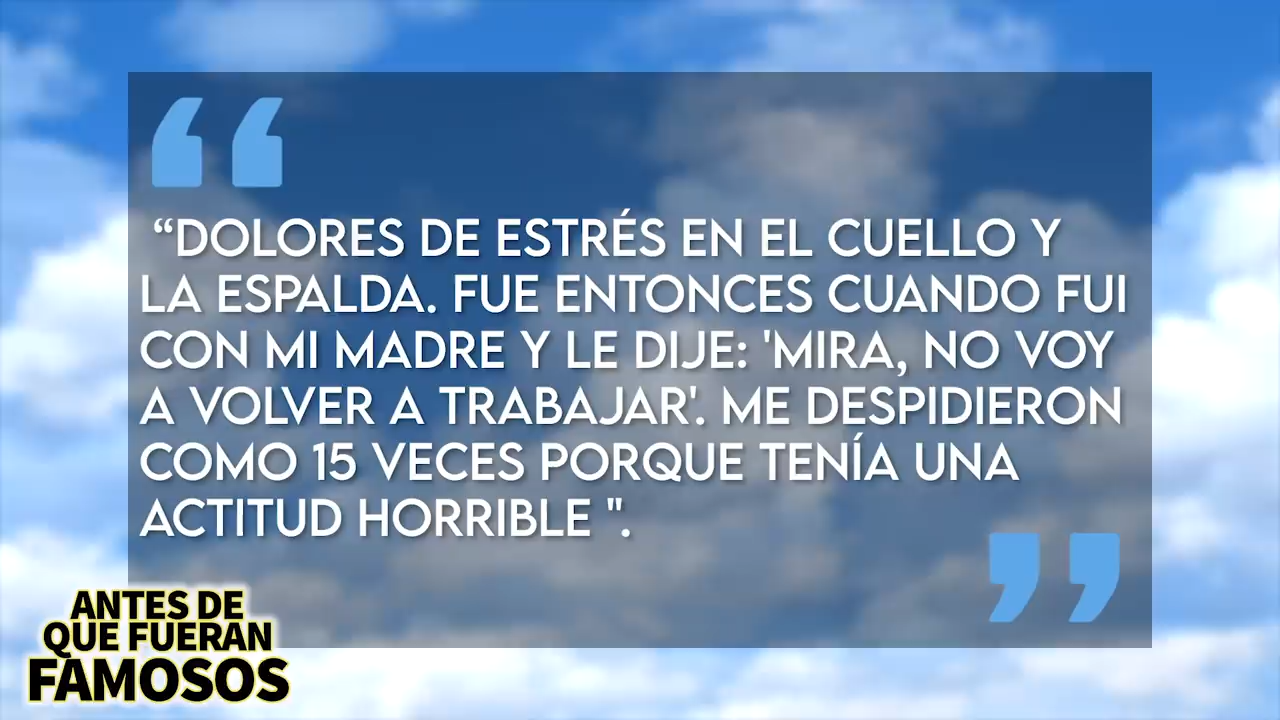 “DOLORES DE ESTRÉS EN EL CUELLO Y
LA ESPALDA. FUE ENTONCES CUANDO FUI
CON MI MADRE Y LE DIJE: 'MIRA, NO VOY
A VOLVER A TRABAJAR'. ME DESPIDIERON
COMO 15 VECES PORQUE TENÍA UNA
ACTITUD HORRIBLE ".
ANTES DE
QUE FUERAN
FAMOSOS